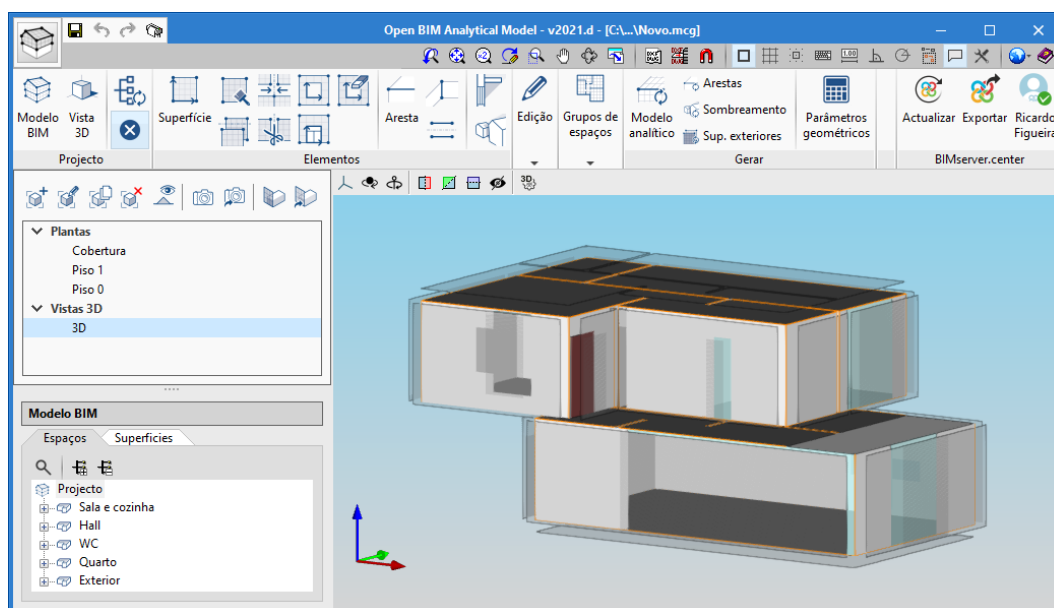 Open BIM Analytical Model - v2021.d - [C:\...\Novo.mcg]
Modelo BIM
Vista 3D
Superfície
Aresta
Edição
Grupos de espaços
Modelo analítico
Arestas
Sombreamento
Sup. exteriores
Parâmetros geométricos
Actualizar
Exportar
Ricardo Figueira
Projecto
Elementos
Gerar
BIMserver.center
3D
Plantas
Cobertura
Piso 1
Piso 0
Vistas 3D
3D
Modelo BIM
Espaços
Superficies
Projecto
Sala e cozinha
Hall
WC
Quarto
Exterior